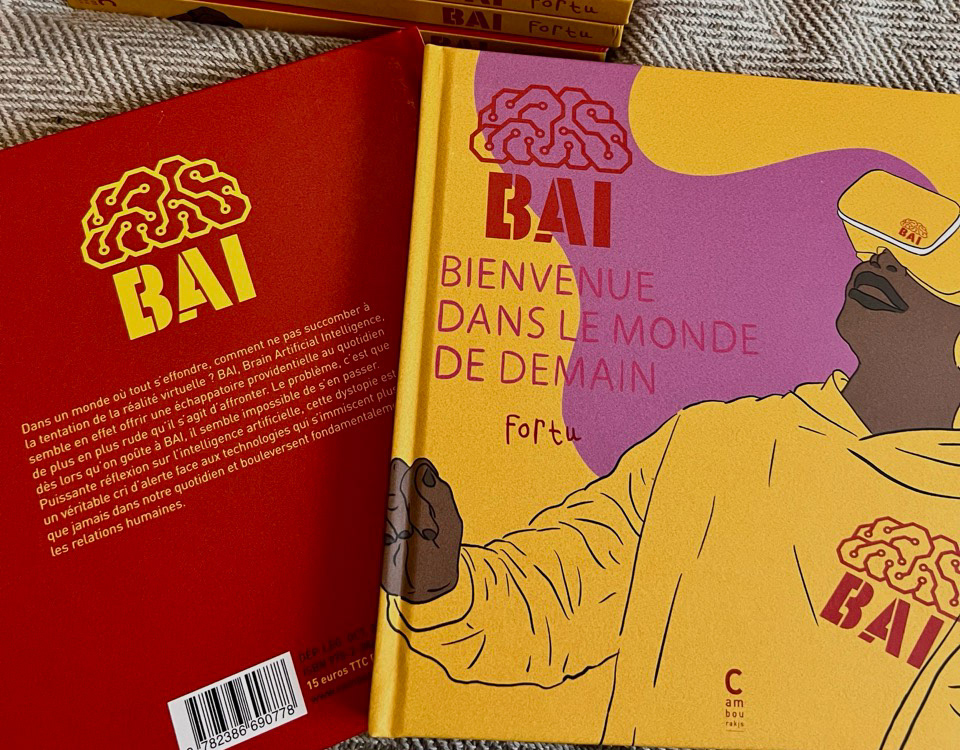 BAI Fortu
BAI
BAI
Dans un monde où tout s'effondre, comment ne pas succomber à
la tentation de la réalité virtuelle ? BAI, Brain Artificial Intelligence,
semble en effet offrir une échappatoire providentielle au quotidien
de plus en plus rude qu'il s'agit d'affronter. Le problème, c'est que
dès lors qu'on goûte à BAI, il semble impossible de s'en passer.
Puissante réflexion sur l'intelligence artificielle, cette dystopie est
un véritable cri d'alerte face aux technologies qui s'immiscent plus
que jamais dans notre quotidien et bouleversent fondamentalem
les relations humaines.
15 euros TTC
9 782386 690778
BAI
BIENVENUE
DANS LE MONDE
DE DEMAIN
Fortu
BAI
BAI
C
am
bou
rakis